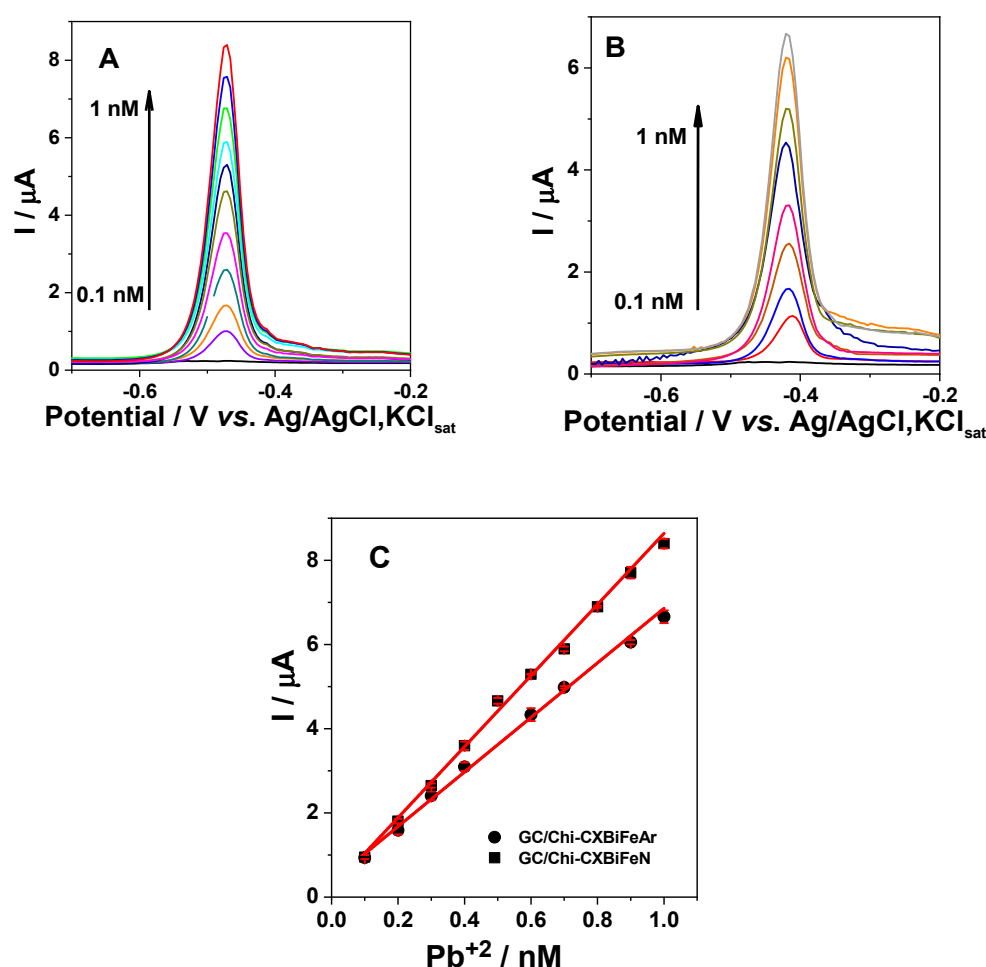 A
8
6
4
2
0
1 nM
0.1 nM
I / µA
-0.6
-0.4
-0.2
Potential / V vs. Ag/AgCl,KClsat
B
6
4
2
0
1 nM
0.1 nM
I / µA
-0.6
-0.4
-0.2
Potential / V vs. Ag/AgCl,KClsat
C
8
6
4
2
0
I / µA
GC/Chi-CXBiFeAr
GC/Chi-CXBiFeN
0.0
0.2
0.4
0.6
0.8
1.0
Pb+2 / nM